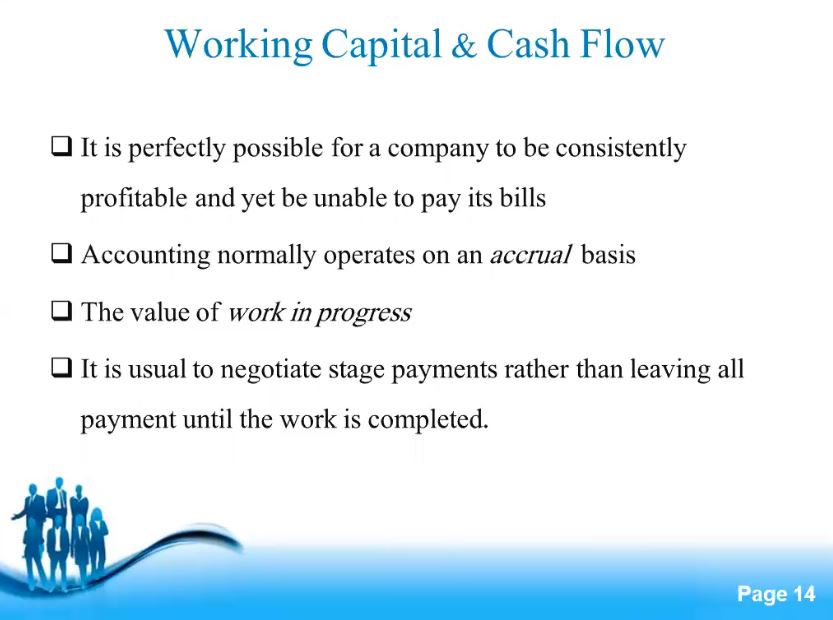 Working Capital & Cash Flow
❑ It is perfectly possible for a company to be consistently
profitable and yet be unable to pay its bills
❑ Accounting normally operates on an accrual basis
❑ The value of work in progress
❑ It is usual to negotiate stage payments rather than leaving all
payment until the work is completed.
Page 14